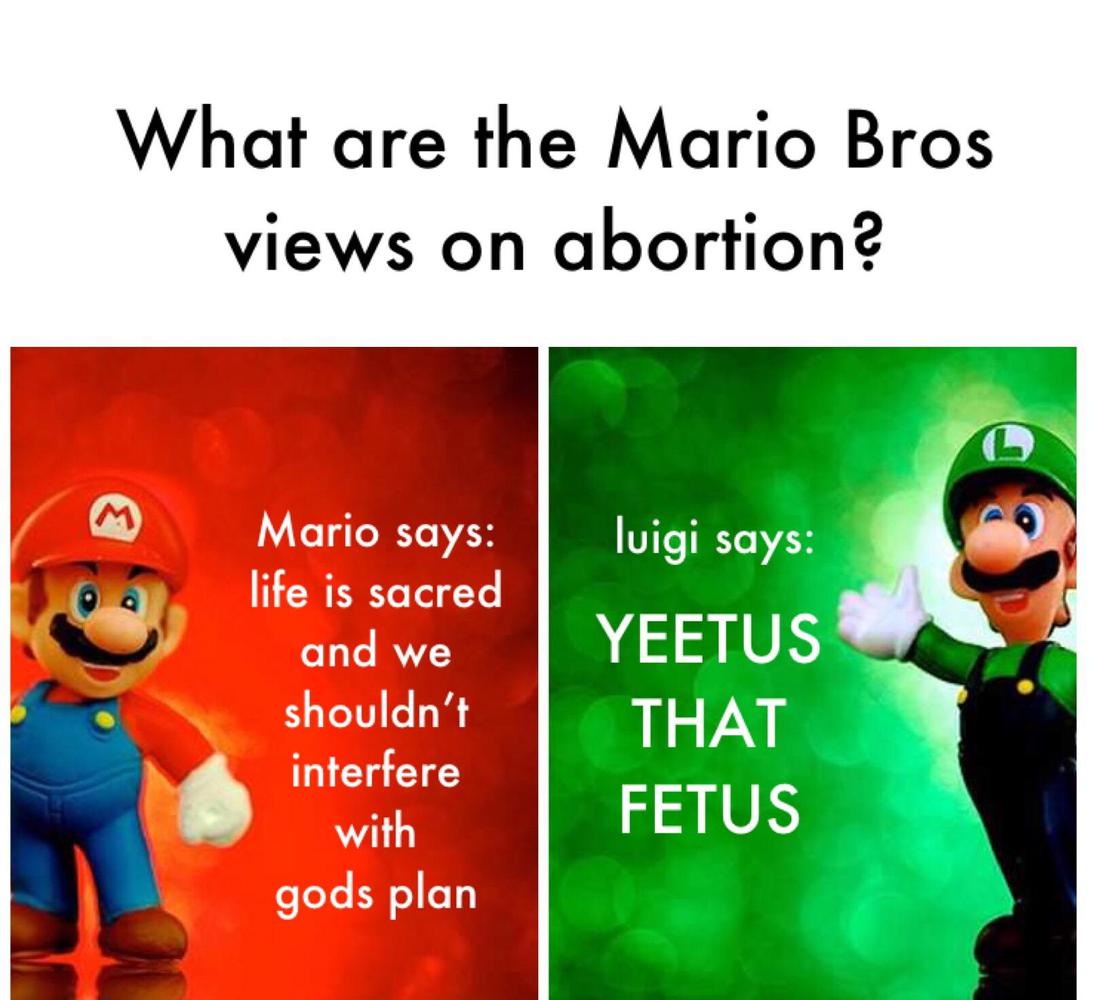 What are the Mario Bros
views on abortion?
M
L
Mario says:
life is sacred
and we
shouldn’t
interfere
with
gods plan
luigi says:
YEETUS
THAT
FETUS